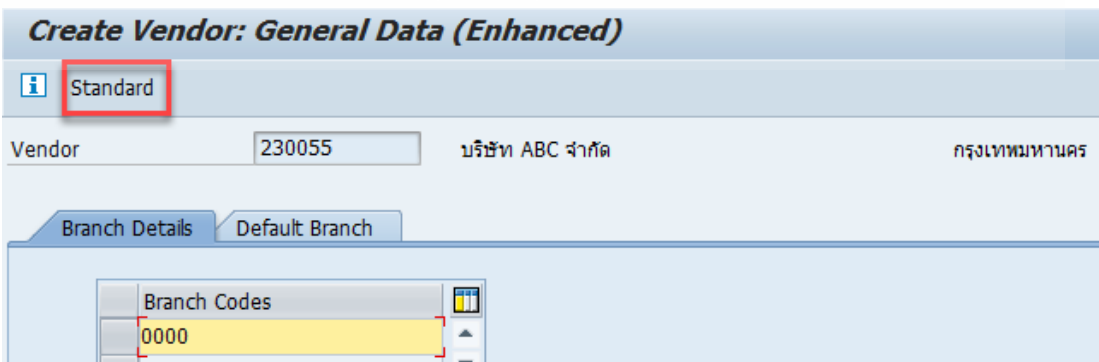 Create Vendor: General Data (Enhanced)
Standard
Vendor 230055 บริษัท ABC จำกัด กรุงเทพมหานคร
Branch Details Default Branch
Branch Codes
0000